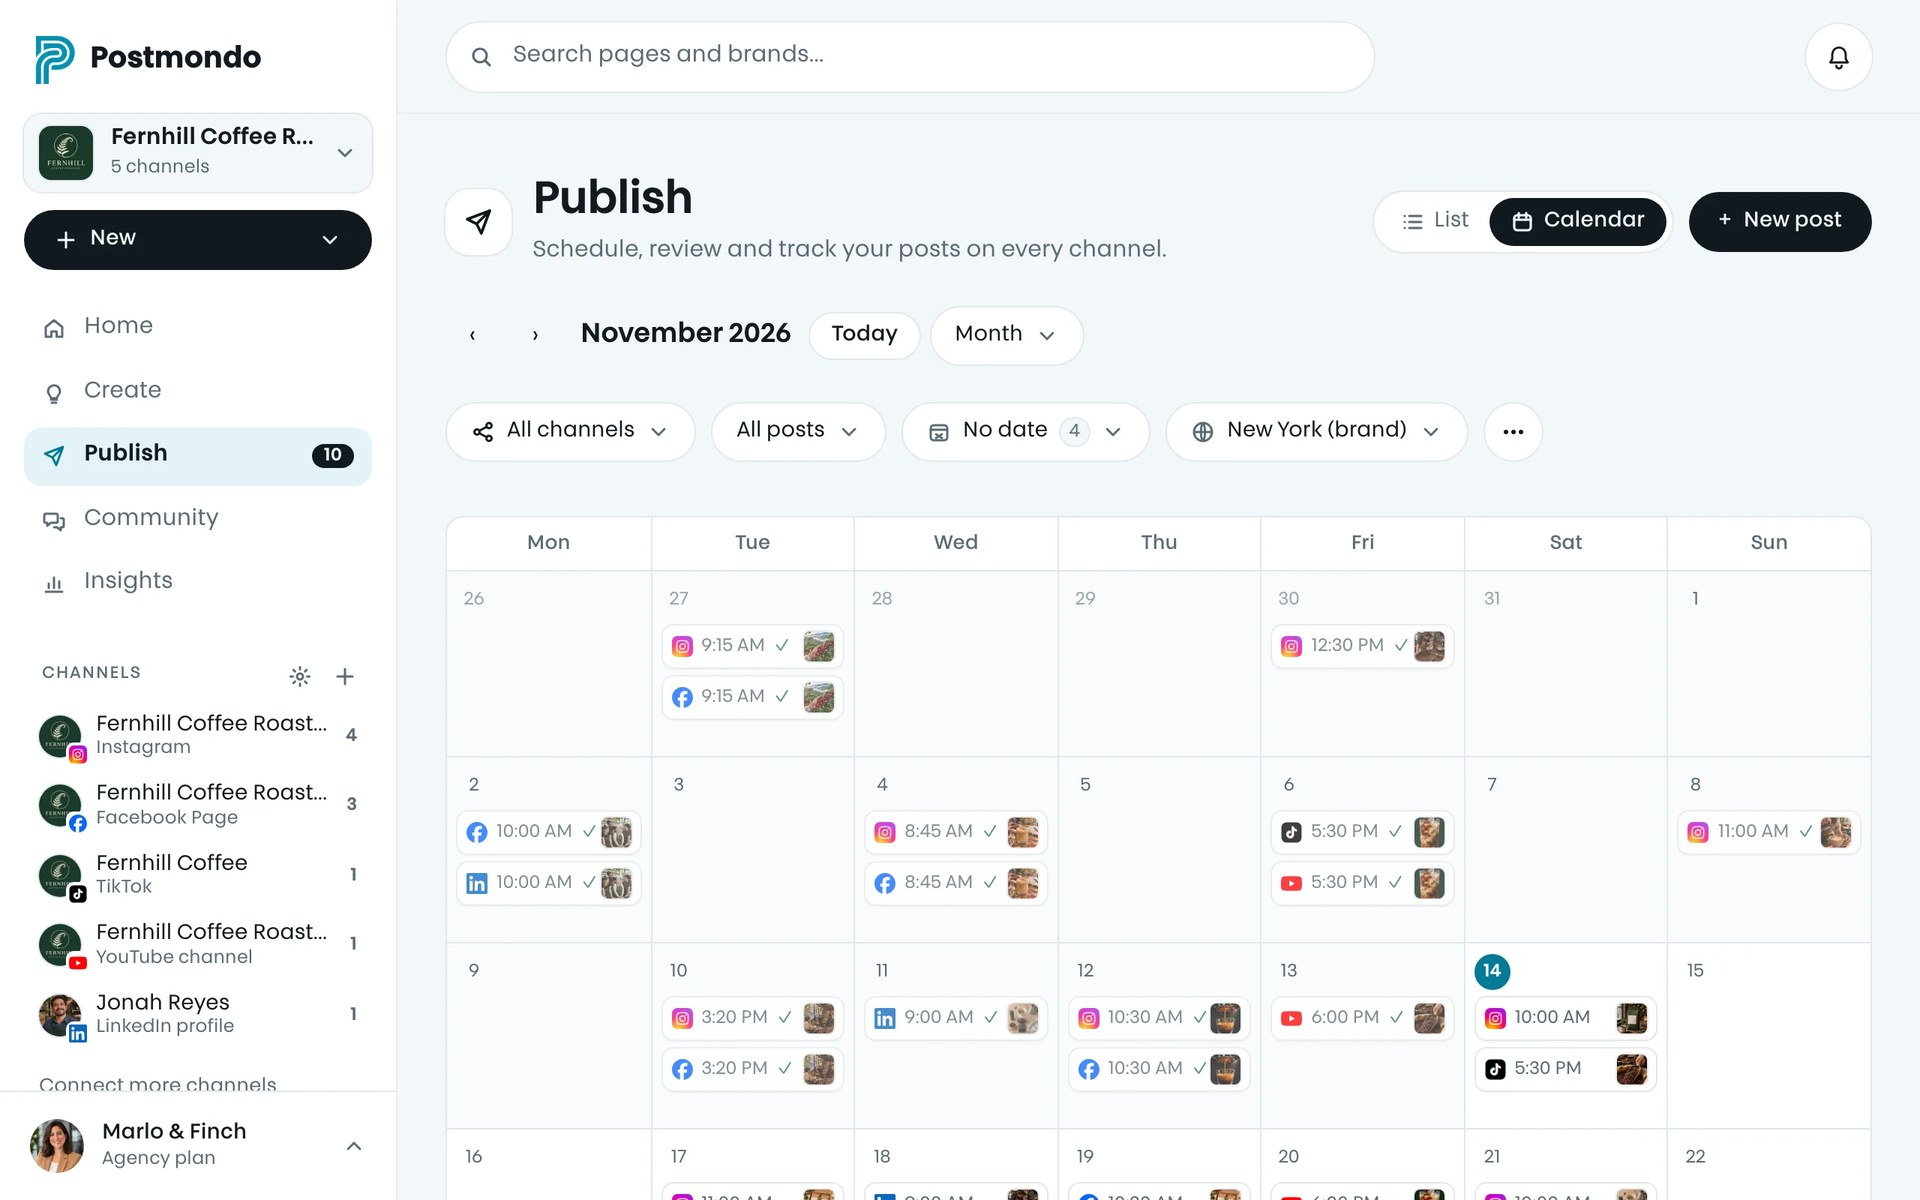 Postmondo
Fernhill Coffee R...
5 channels
New
Home
Create
Publish 10
Community
Insights
CHANNELS
Fernhill Coffee Roast... 4
Instagram
Fernhill Coffee Roast... 3
Facebook Page
Fernhill Coffee 1
TikTok
Fernhill Coffee Roast... 1
YouTube channel
Jonah Reyes 1
LinkedIn profile
Connect more channels
Marlo & Finch
Agency plan
Search pages and brands...
Publish
Schedule, review and track your posts on every channel.
List
Calendar
+ New post
November 2026
Today
Month
All channels
All posts
No date 4
New York (brand)
Mon Tue Wed Thu Fri Sat Sun
26 27 28 29 30 31 1
9:15 AM 12:30 PM
9:15 AM
2 3 4 5 6 7 8
10:00 AM 8:45 AM 5:30 PM 11:00 AM
10:00 AM 8:45 AM 5:30 PM
9 10 11 12 13 14 15
3:20 PM 9:00 AM 10:30 AM 6:00 PM 10:00 AM
3:20 PM 10:30 AM 5:30 PM
16 17 18 19 20 21 22